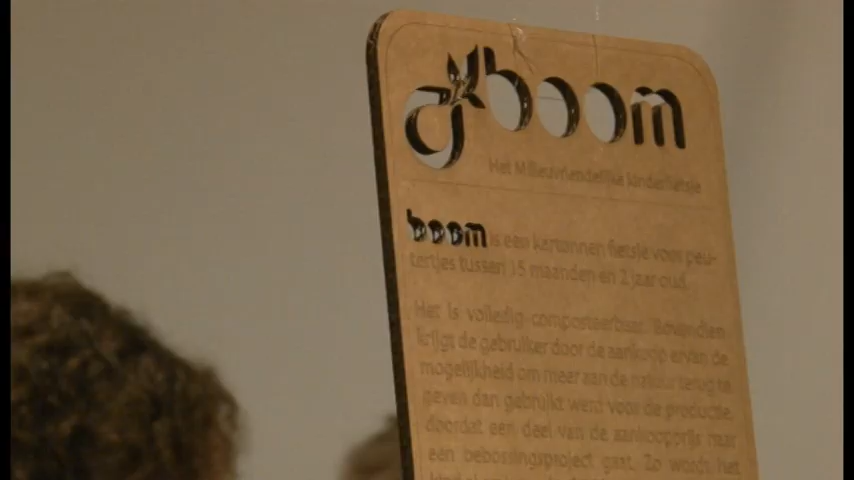 boom
Het Milieuvriendelijke kinderfietsje
boom is een kartonnen fietsje voor peu-
tertjes tussen 15 maanden en 2 jaar oud.
Het is volledig composteerbaar. Bovendien
krijgt de gebruiker door de aankoop ervan de
mogelijkheid om meer aan de natuur terug te
geven dan gebruikt werd voor de productie,
doordat een deel van de aankoopprijs naar
een bebossingsproject gaat. Zo wordt het